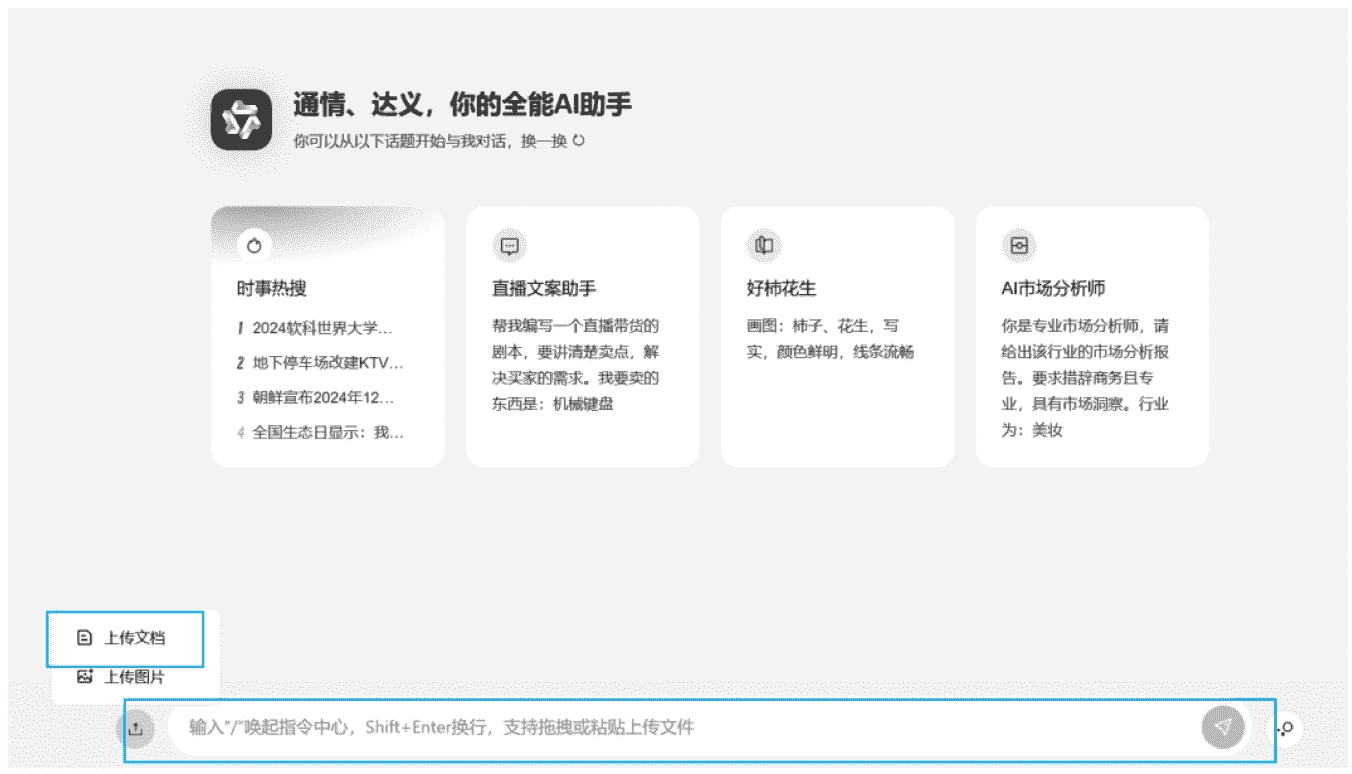 通情、达义，你的全能AI助手
你可以从以下话题开始与我对话，换一换
时事热搜
1 2024软科世界大学...
2 地下停车场改建KTV...
3 朝鲜宣布2024年12...
4 全国生态日显示：我...
直播文案助手
帮我编写一个直播带货的
剧本，要讲清楚卖点，解
决买家的需求。我要卖的
东西是：机械键盘
好柿花生
画图：柿子、花生，写
实，颜色鲜明，线条流畅
AI市场分析师
你是专业市场分析师，请
给出该行业的市场分析报
告。要求措辞商务且专
业，具有市场洞察。行业
为：美妆
上传文档
上传图片
输入"/"唤起指令中心，Shift+Enter换行，支持拖拽或粘贴上传文件